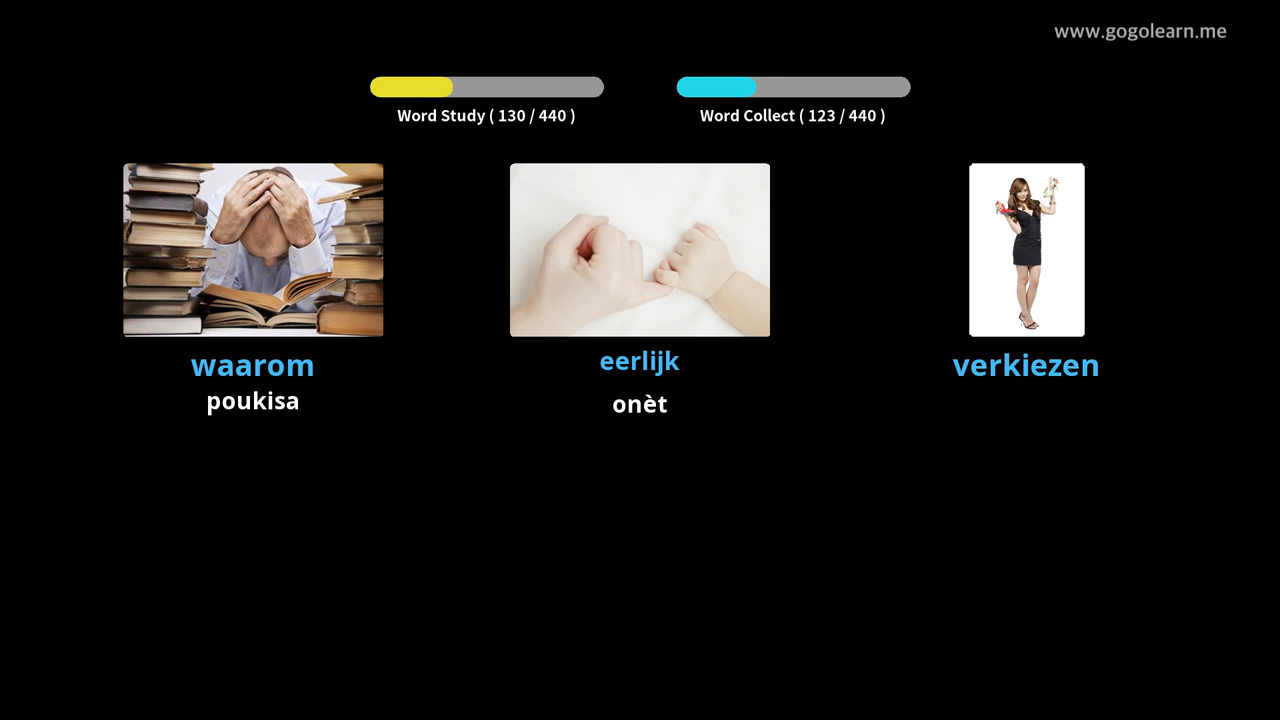 www.gogolearn.me
Word Study ( 130 / 440 )
Word Collect ( 123 / 440 )
waarom
poukisa
eerlijk
onèt
verkiezen